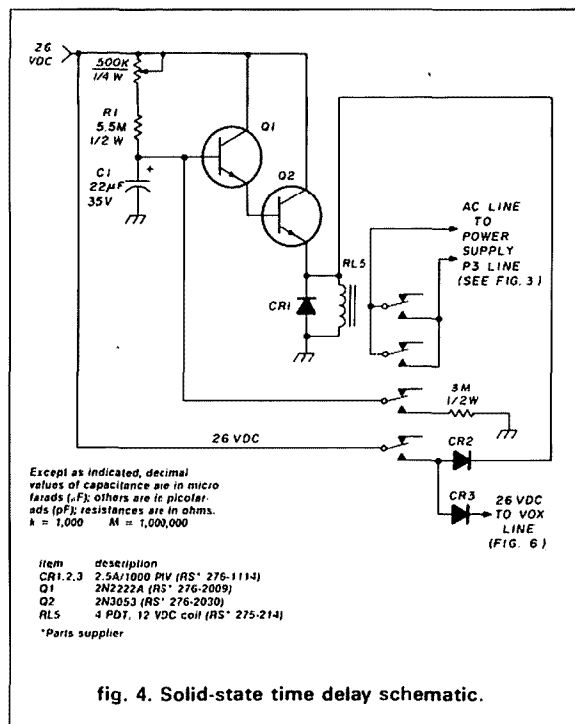 26
VDC
500K
1/4 W
R1
5.5M
1/2 W
C1
22µF
35V
+
Q1
Q2
CR1
RL5
AC LINE
TO
POWER
SUPPLY
P3 LINE
(SEE FIG. 3)
3M
1/2W
26 VDC
CR2
CR3
26 VDC
TO VOX
LINE
(FIG. 6)
Except as indicated, decimal
values of capacitance are in micro
farads (µF); others are in picofar-
ads (pF); resistances are in ohms.
k = 1,000 M = 1,000,000
item description
CR1,2,3 2.5A/1000 PIV (RS* 276-1114)
Q1 2N2222A (RS* 276-2009)
Q2 2N3053 (RS* 276-2030)
RL5 4 PDT, 12 VDC coil (RS* 275-214)
*Parts supplier
fig. 4. Solid-state time delay schematic.